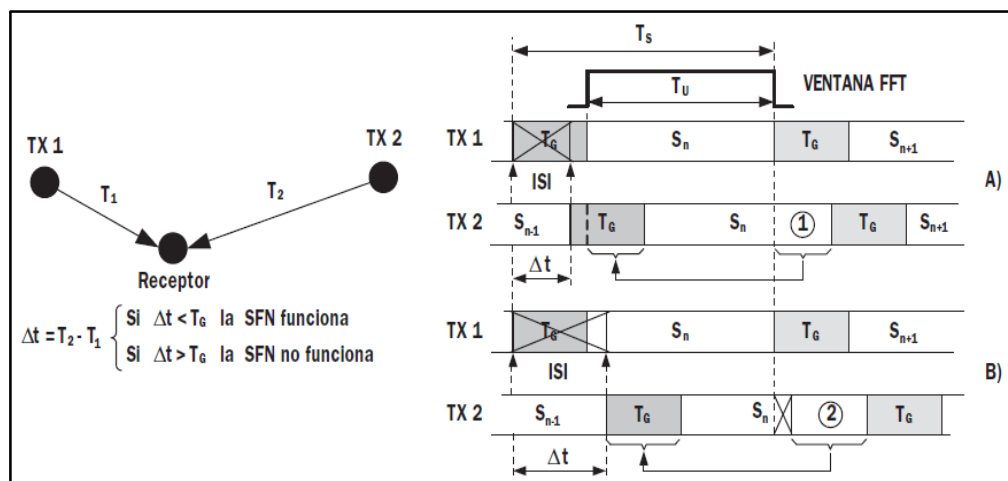 TX 1
TX 2
T1
T2
Receptor
Δt = T2 - T1 { Si Δt < TG la SFN funciona
Si Δt > TG la SFN no funciona
TS
TU
VENTANA FFT
TX 1 TG Sn TG Sn+1
ISI
A)
TX 2 Sn-1 TG Sn 1 TG Sn+1
Δt
TX 1 TG Sn TG Sn+1
ISI
B)
TX 2 Sn-1 TG Sn 2 TG
Δt